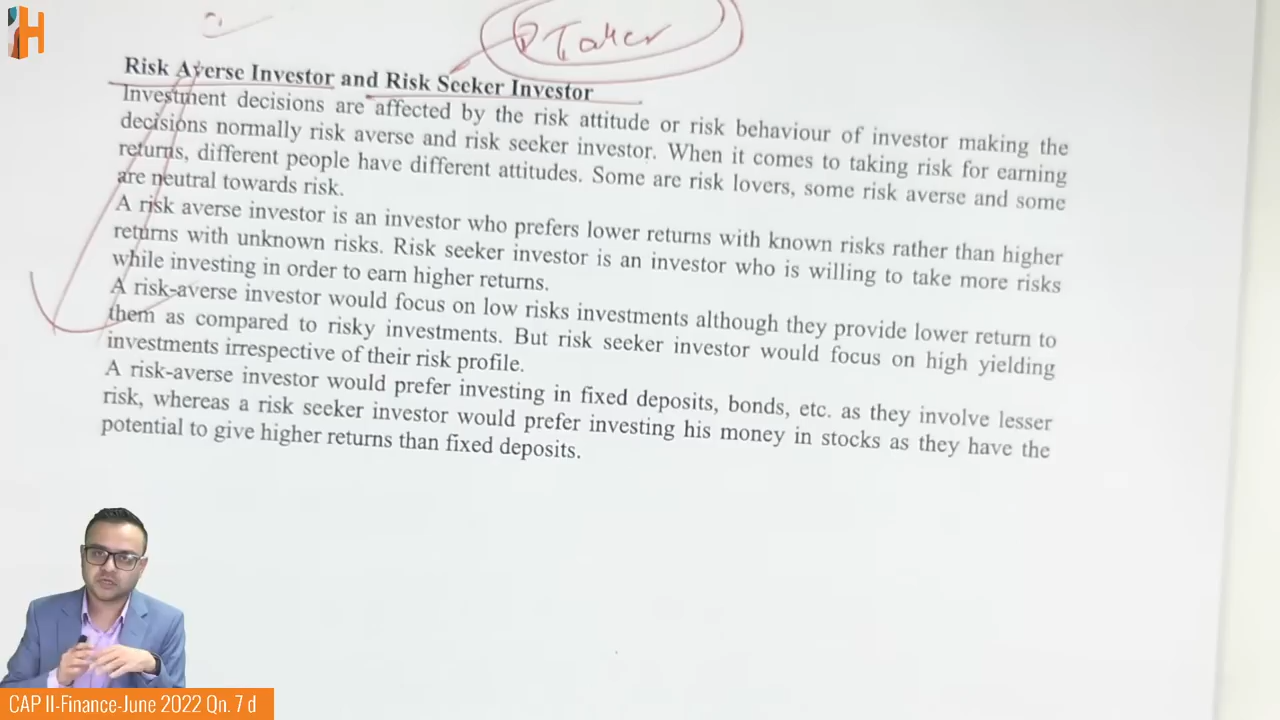 H
Taker
Risk Averse Investor and Risk Seeker Investor
Investment decisions are affected by the risk attitude or risk behaviour of investor making the
decisions normally risk averse and risk seeker investor. When it comes to taking risk for earning
returns, different people have different attitudes. Some are risk lovers, some risk averse and some
are neutral towards risk.
A risk averse investor is an investor who prefers lower returns with known risks rather than higher
returns with unknown risks. Risk seeker investor is an investor who is willing to take more risks
while investing in order to earn higher returns.
A risk-averse investor would focus on low risks investments although they provide lower return to
them as compared to risky investments. But risk seeker investor would focus on high yielding
investments irrespective of their risk profile.
A risk-averse investor would prefer investing in fixed deposits, bonds, etc. as they involve lesser
risk, whereas a risk seeker investor would prefer investing his money in stocks as they have the
potential to give higher returns than fixed deposits.
CAP II-Finance-June 2022 Qn. 7 d